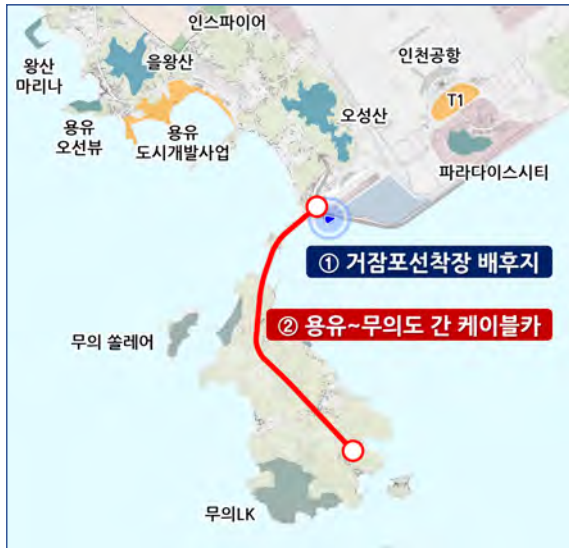 인스파이어
왕산
마리나
을왕산
인천공항
T1
오성산
용유
오션뷰
용유
도시개발사업
파라다이스시티
① 거잠포선착장 배후지
② 용유~무의도 간 케이블카
무의 쏠레어
무의LK